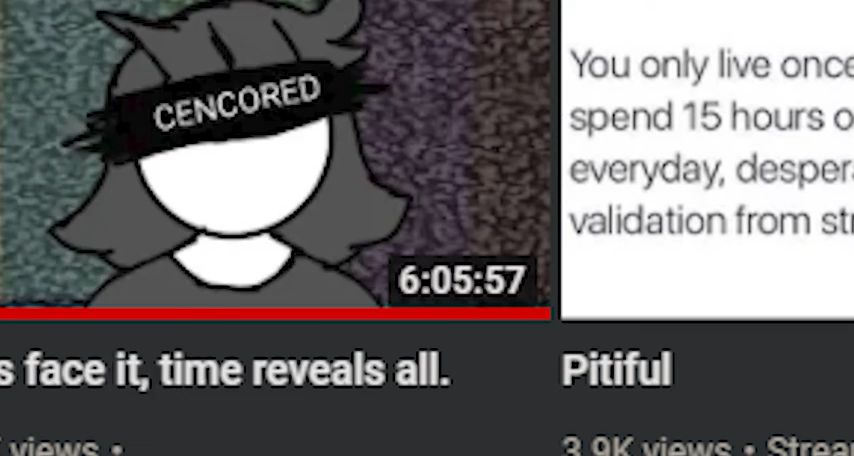 CENCORED
6:05:57
s face it, time reveals all.
views •
You only live once
spend 15 hours o
everyday, despera
validation from str
Pitiful
3.9K views • Strea